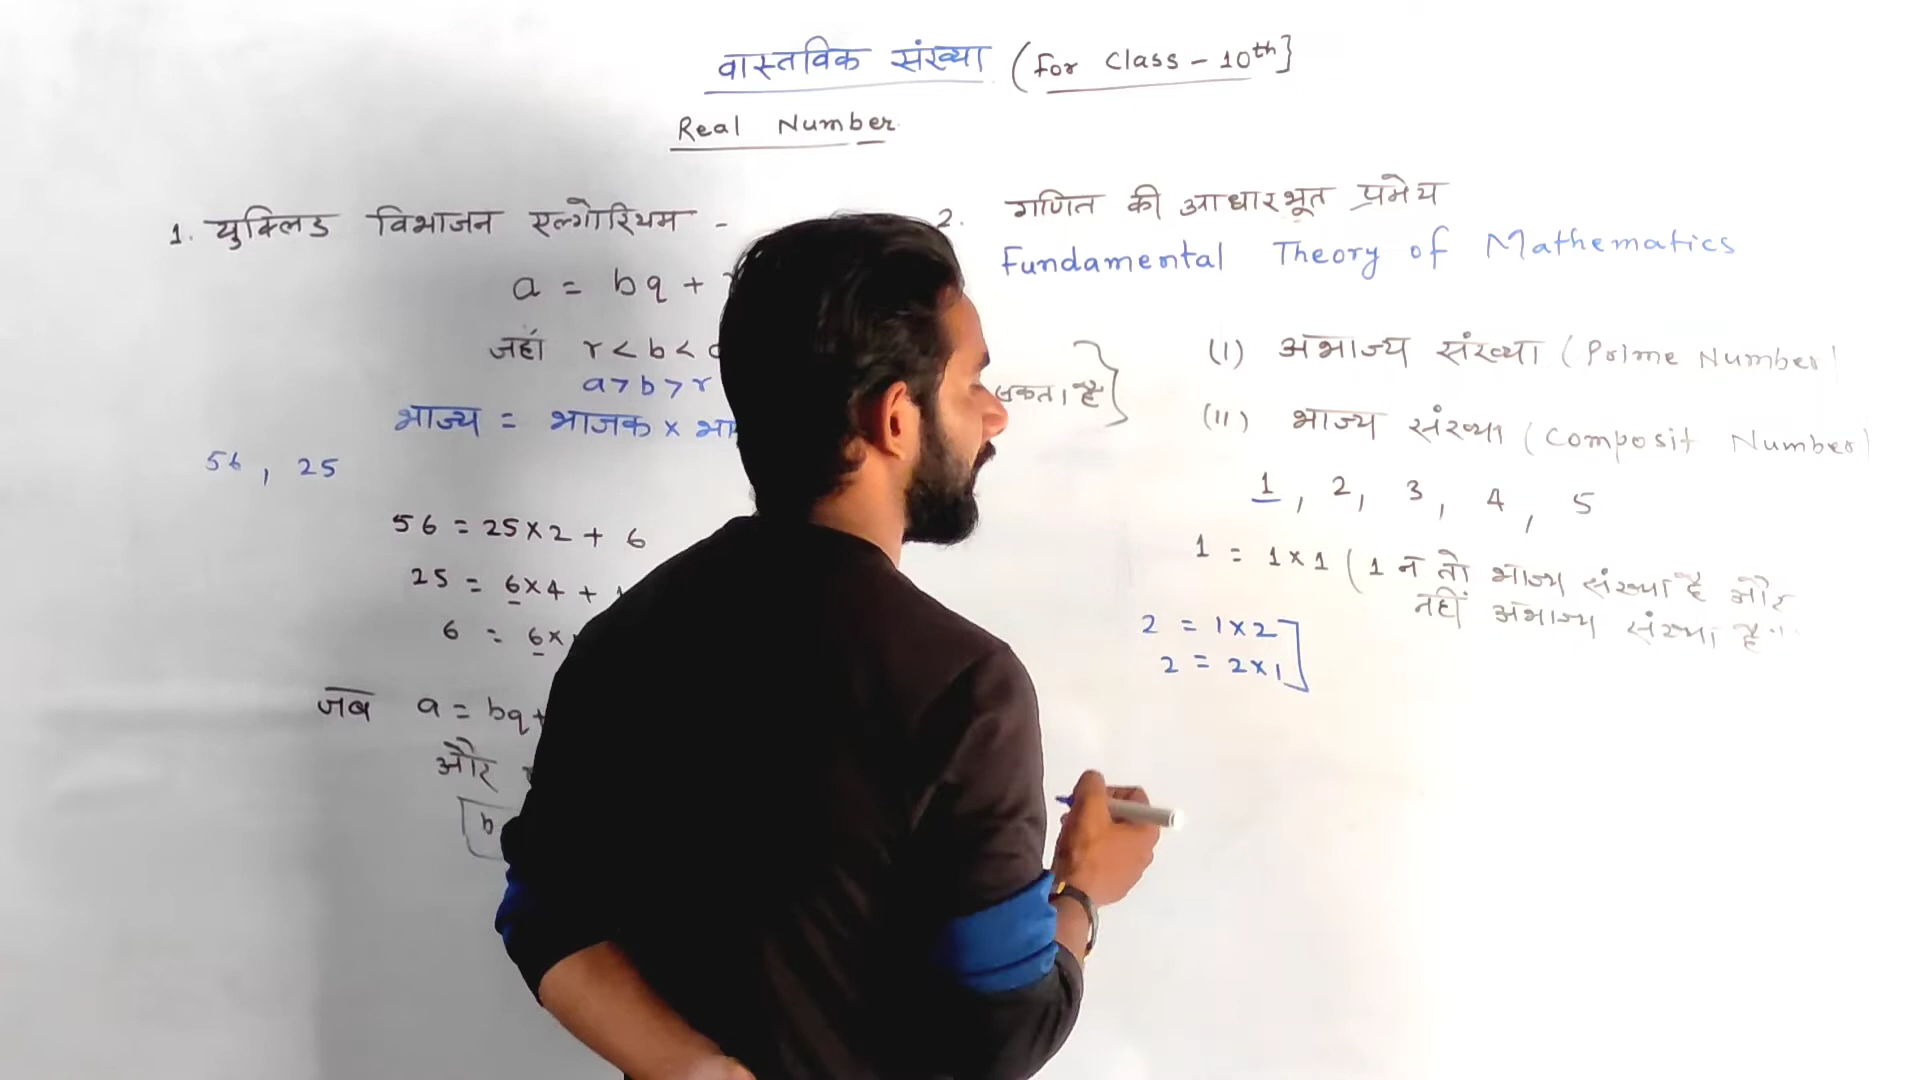 वास्तविक संख्या (For Class - 10th]
Real Number
1. युक्लिड विभाजन एल्गोरिथम -
a = bq +
जहां r < b <
a > b > r
भाज्य = भाजक ×
56, 25
56 = 25×2 + 6
25 = 6×4 +
6 = 6×
जब a = bq+
और
b
2. गणित की आधारभूत प्रमेय
Fundamental Theory of Mathematics
है
(I) अभाज्य संख्या (Prime Number)
(II) भाज्य संख्या (Composit Number)
1, 2, 3, 4, 5
1 = 1×1 (1 न तो भाज्य संख्या है और
नहीं अभाज्य संख्या है
2 = 1×2
2 = 2×1